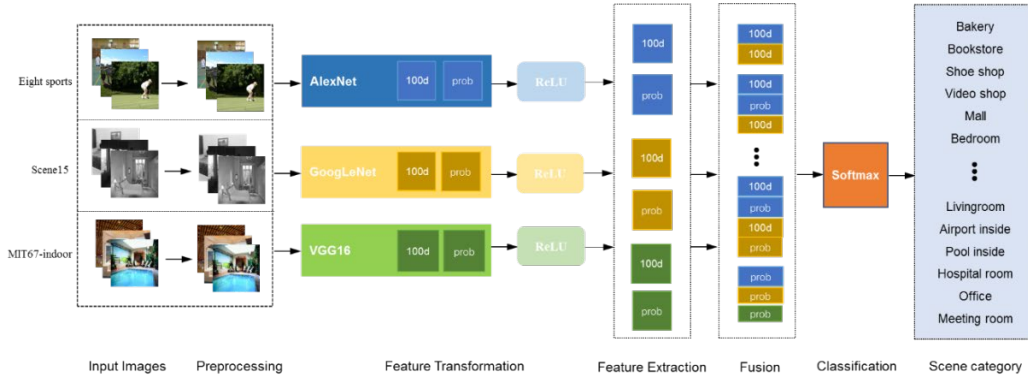 Eight sports
Scene15
MIT67-indoor
AlexNet
100d
prob
ReLU
GoogLeNet
100d
prob
ReLU
VGG16
100d
prob
ReLU
100d
prob
100d
prob
100d
prob
100d
100d
100d
prob
100d
100d
prob
100d
prob
prob
prob
prob
Softmax
Bakery
Bookstore
Shoe shop
Video shop
Mall
Bedroom
Livingroom
Airport inside
Pool inside
Hospital room
Office
Meeting room
Input Images
Preprocessing
Feature Transformation
Feature Extraction
Fusion
Classification
Scene category